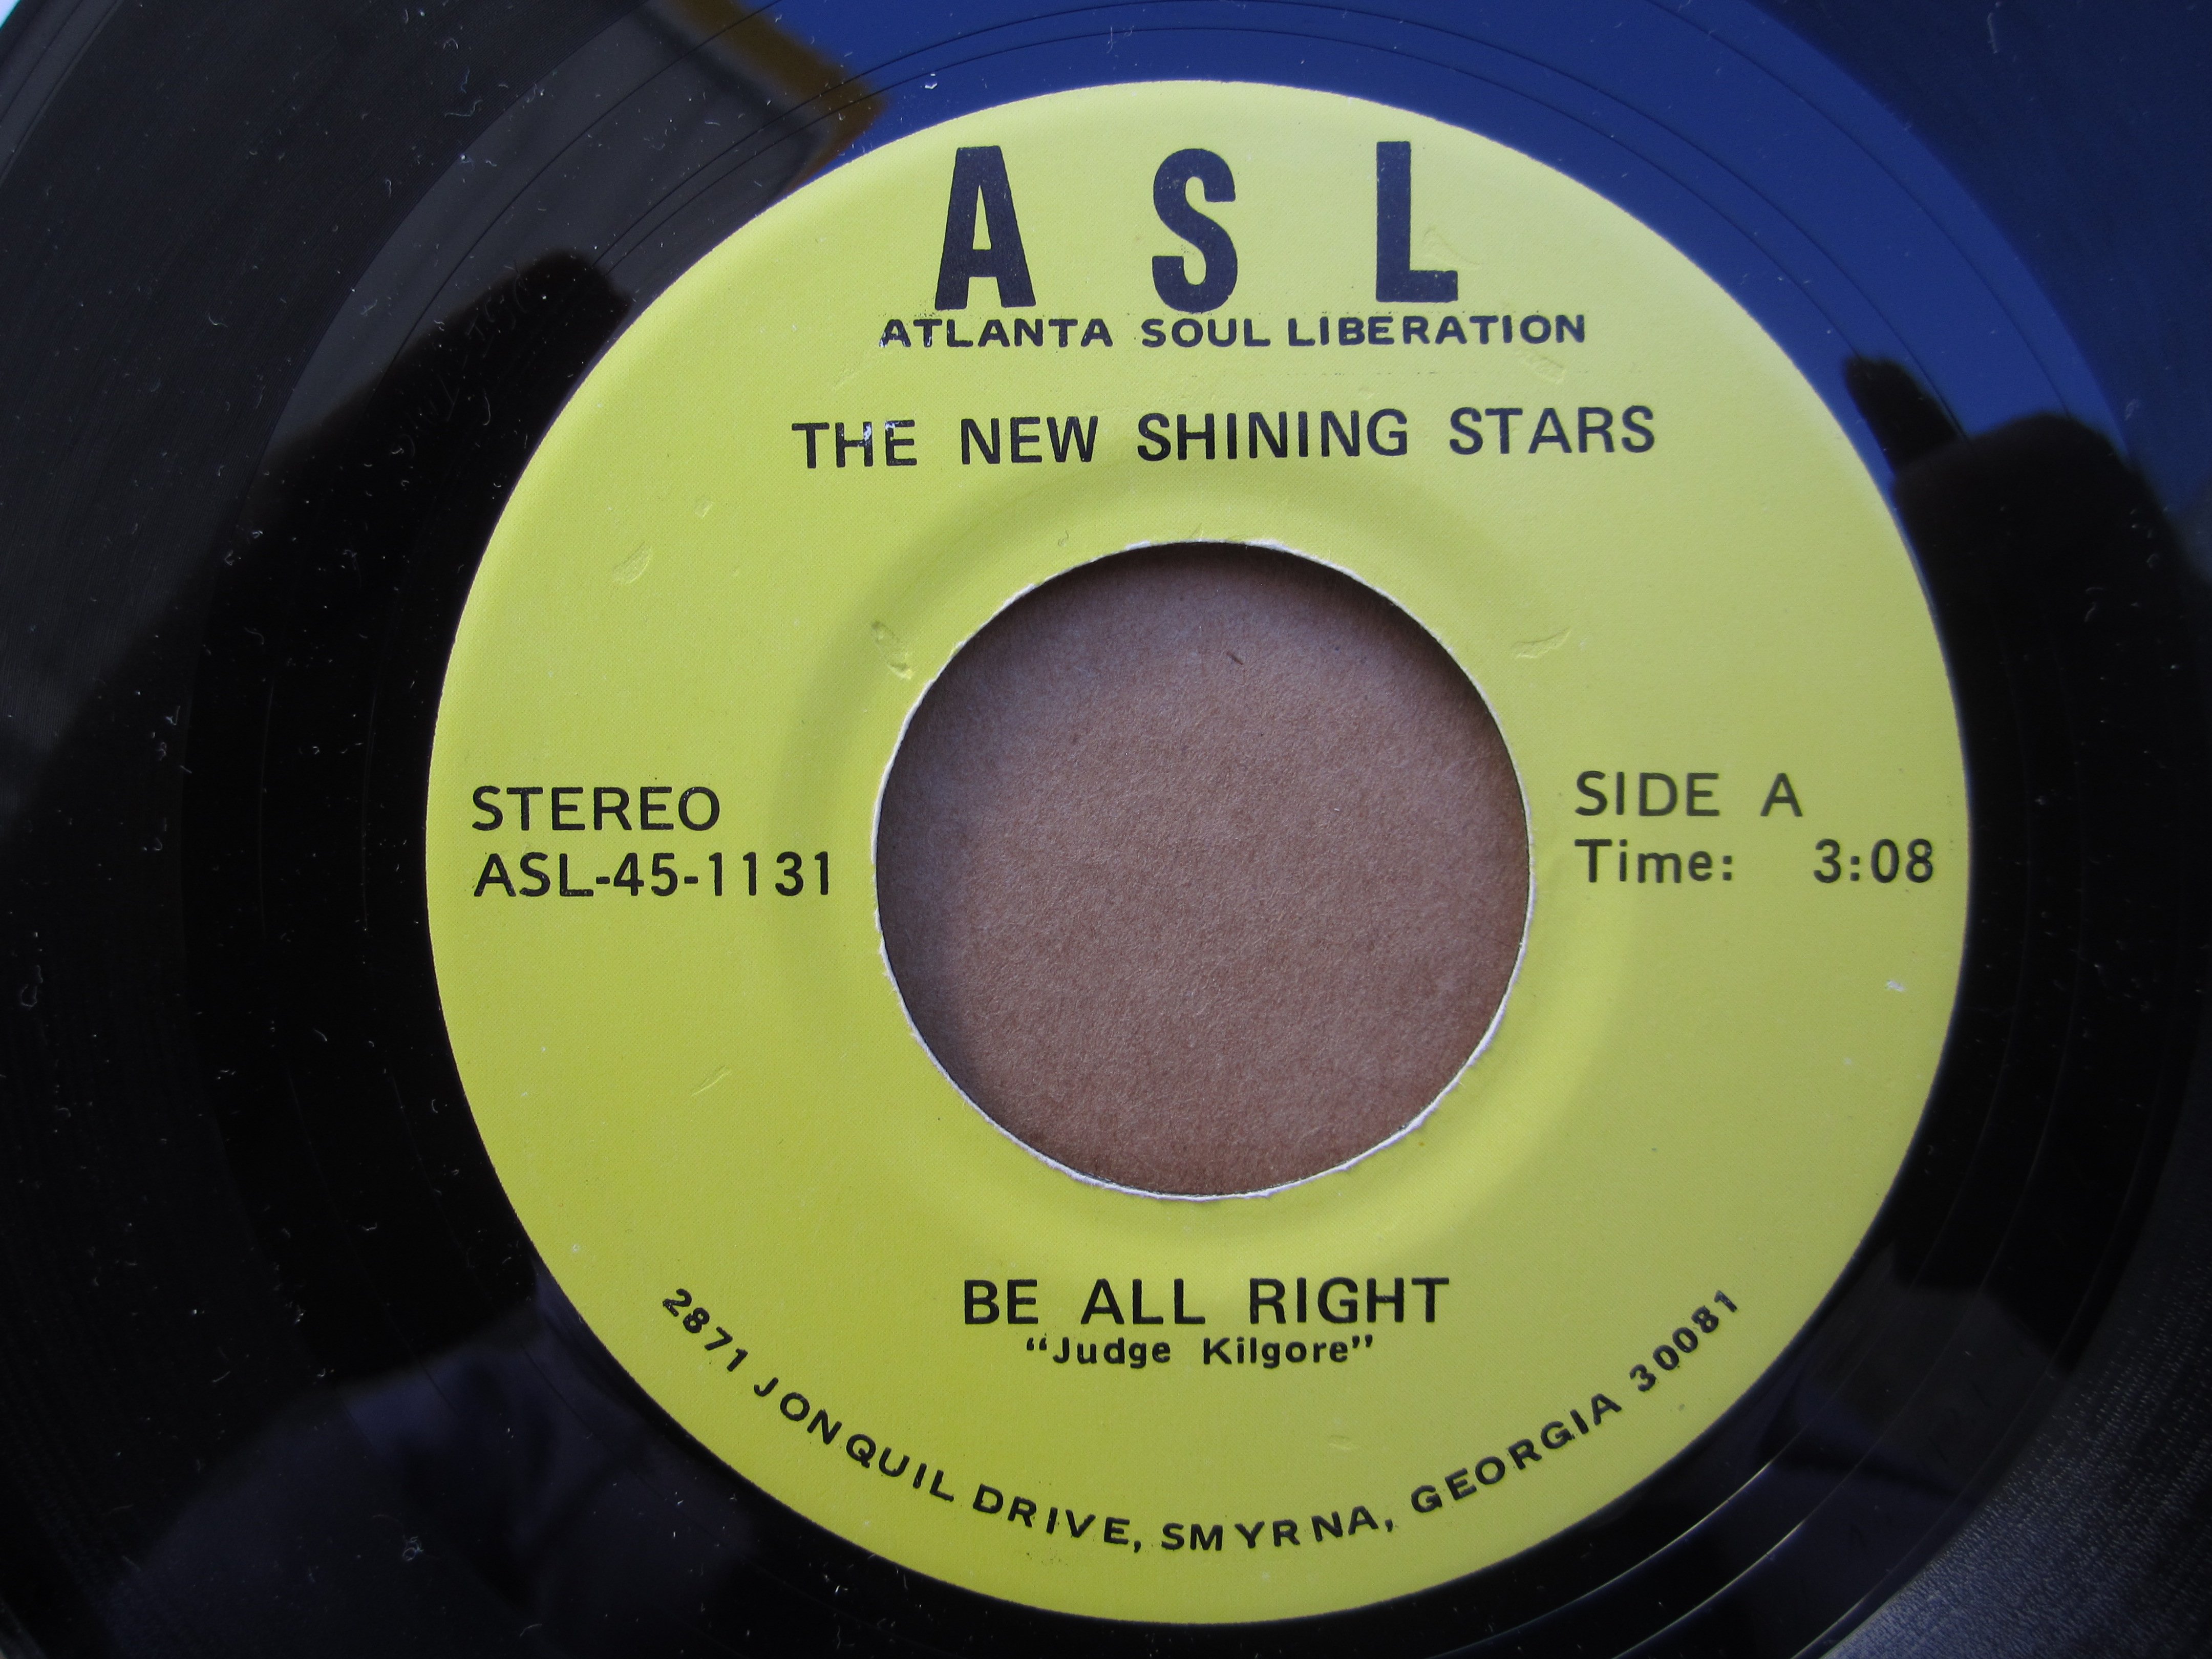 A S L
ATLANTA SOUL LIBERATION
THE NEW SHINING STARS
STEREO
ASL-45-1131
SIDE A
Time: 3:08
BE ALL RIGHT
"Judge Kilgore"
2871 JONQUIL DRIVE, SMYRNA, GEORGIA 30081